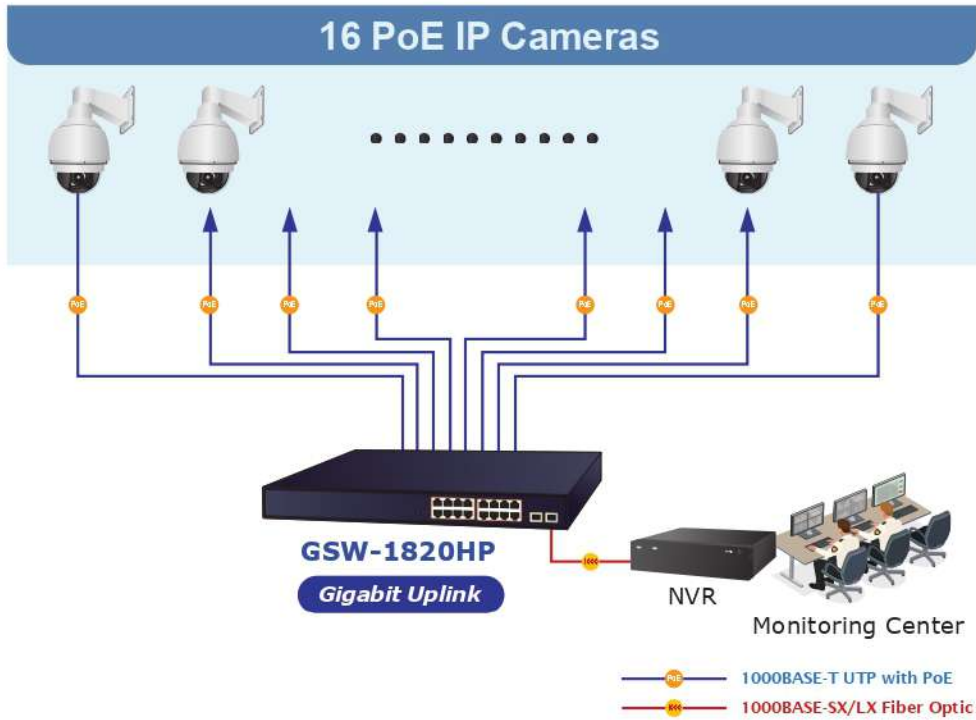 16 PoE IP Cameras
PoE
PoE
PoE
PoE
PoE
PoE
PoE
PoE
GSW-1820HP
Gigabit Uplink
NVR
Monitoring Center
PoE
1000BASE-T UTP with PoE
1000BASE-SX/LX Fiber Optic